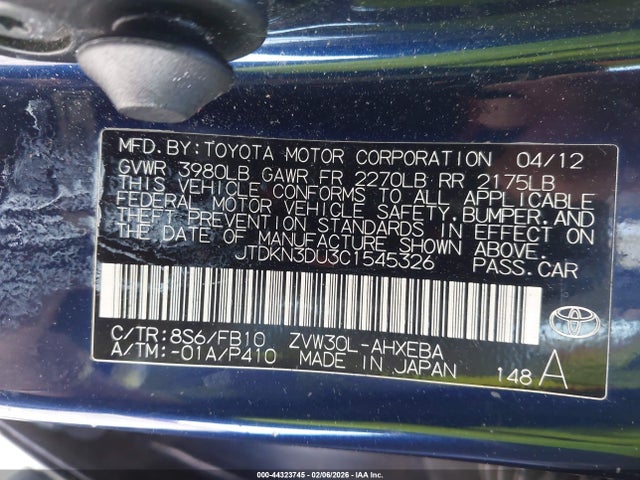 MFD.BY:TOYOTA MOTOR CORPORATION 04/12
GVWR 3980LB GAWR FR 2270LB RR 2175LB
THIS VEHICLE CONFORMS TO ALL APPLICABLE
FEDERAL MOTOR VEHICLE SAFETY,BUMPER,AND
THEFT PREVENTION STANDARDS IN EFFECT ON
THE DATE OF MANUFACTURE SHOWN ABOVE.
JTDKN3DU3C1545326 PASS.CAR
C/TR:8S6/FB10 ZVW30L-AHXEBA
A/TM:-01A/P410 MADE IN JAPAN 148 A
TOYOTA
000-44323745 - 02/06/2026 - IAA Inc.